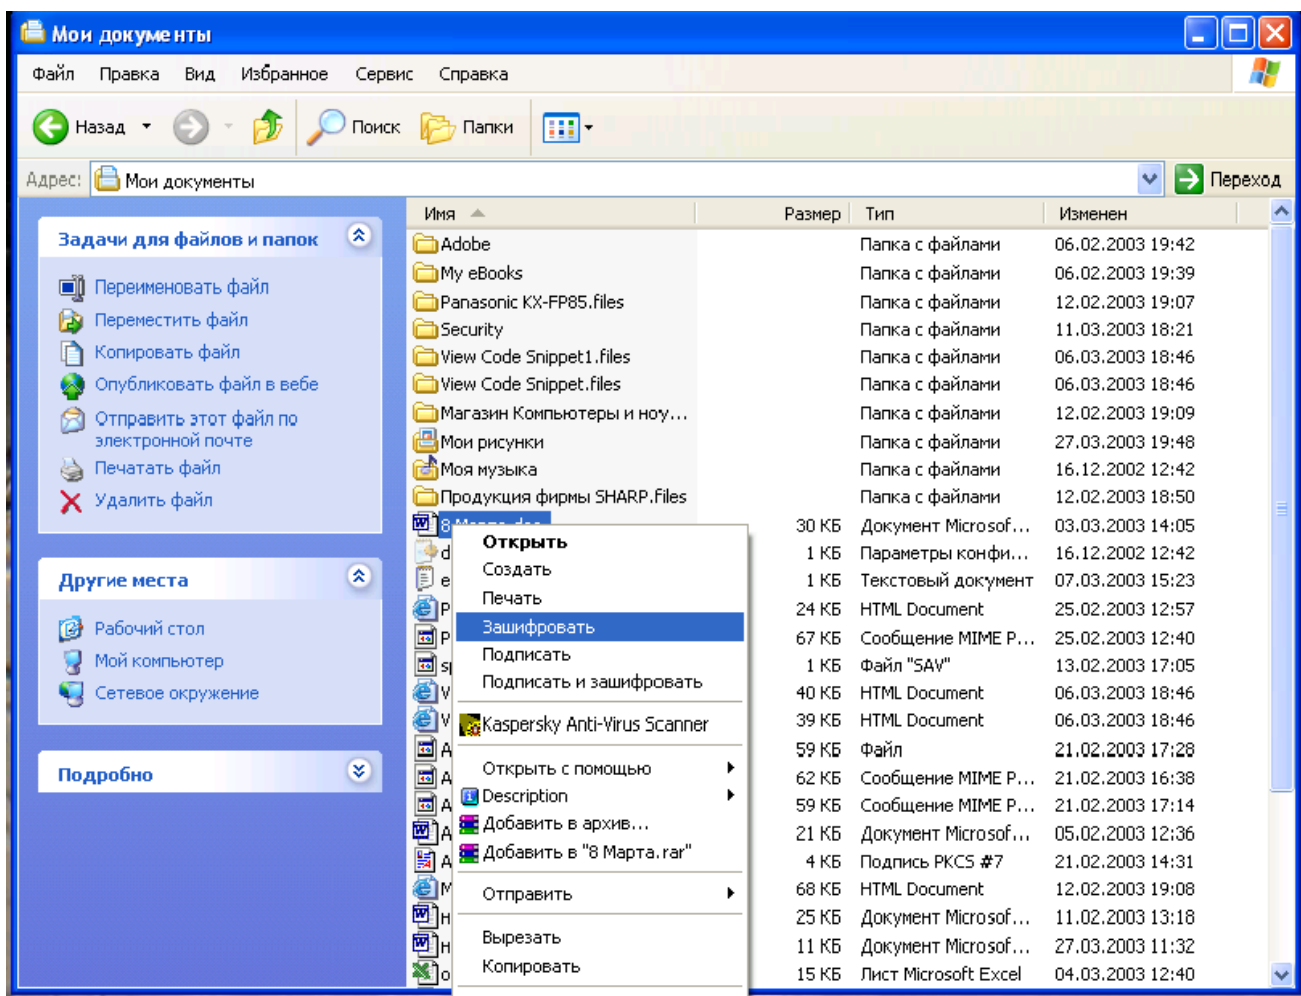 Мои документы
Файл Правка Вид Избранное Сервис Справка
Назад Поиск Папки
Адрес: Мои документы Переход
Задачи для файлов и папок
Переименовать файл
Переместить файл
Копировать файл
Опубликовать файл в вебе
Отправить этот файл по
электронной почте
Печатать файл
Удалить файл
Другие места
Рабочий стол
Мой компьютер
Сетевое окружение
Подробно
Имя Размер Тип Изменен
Adobe Папка с файлами 06.02.2003 19:42
My eBooks Папка с файлами 06.02.2003 19:39
Panasonic KX-FP85.files Папка с файлами 12.02.2003 19:07
Security Папка с файлами 11.03.2003 18:21
View Code Snippet1.files Папка с файлами 06.03.2003 18:46
View Code Snippet.files Папка с файлами 06.03.2003 18:46
Магазин Компьютеры и ноу... Папка с файлами 12.02.2003 19:09
Мои рисунки Папка с файлами 27.03.2003 19:48
Моя музыка Папка с файлами 16.12.2002 12:42
Продукция фирмы SHARP.files Папка с файлами 12.02.2003 18:50
8 Марта.doc 30 КБ Документ Microsof... 03.03.2003 14:05
d 1 КБ Параметры конфи... 16.12.2002 12:42
e 1 КБ Текстовый документ 07.03.2003 15:23
P 24 КБ HTML Document 25.02.2003 12:57
P 67 КБ Сообщение MIME P... 25.02.2003 12:40
sp 1 КБ Файл "SAV" 13.02.2003 17:05
V 40 КБ HTML Document 06.03.2003 18:46
V 39 КБ HTML Document 06.03.2003 18:46
А 59 КБ Файл 21.02.2003 17:28
А 62 КБ Сообщение MIME P... 21.02.2003 16:38
А 59 КБ Сообщение MIME P... 21.02.2003 17:14
А 21 КБ Документ Microsof... 05.02.2003 12:36
А 4 КБ Подпись PKCS #7 21.02.2003 14:31
М 68 КБ HTML Document 12.02.2003 19:08
Н 25 КБ Документ Microsof... 11.02.2003 13:18
Н 11 КБ Документ Microsof... 27.03.2003 11:32
о 15 КБ Лист Microsoft Excel 04.03.2003 12:40
Открыть
Создать
Печать
Зашифровать
Подписать
Подписать и зашифровать
Kaspersky Anti-Virus Scanner
Открыть с помощью
Description
Добавить в архив...
Добавить в "8 Марта.rar"
Отправить
Вырезать
Копировать